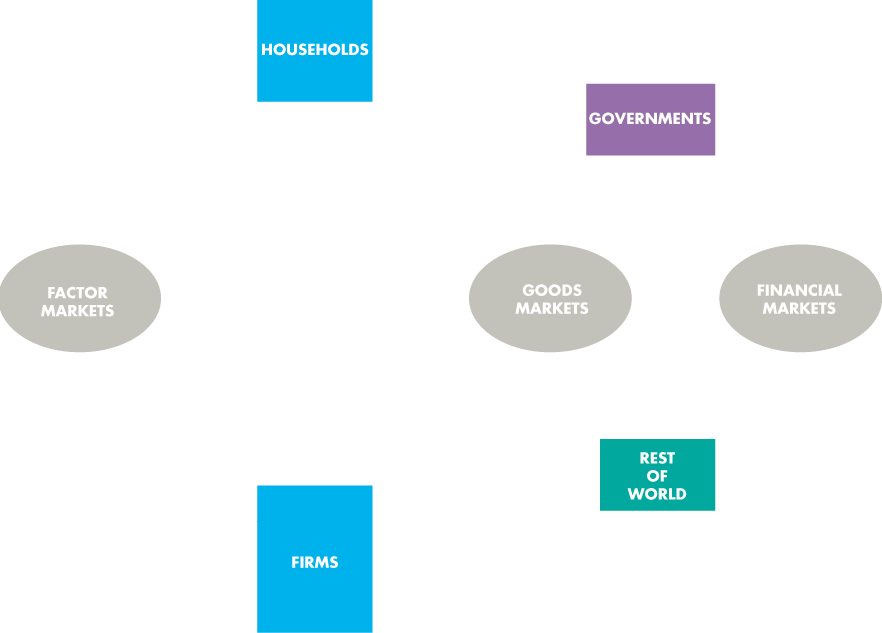 HOUSEHOLDS
GOVERNMENTS
FACTOR
MARKETS
GOODS
MARKETS
FINANCIAL
MARKETS
REST
OF
WORLD
FIRMS